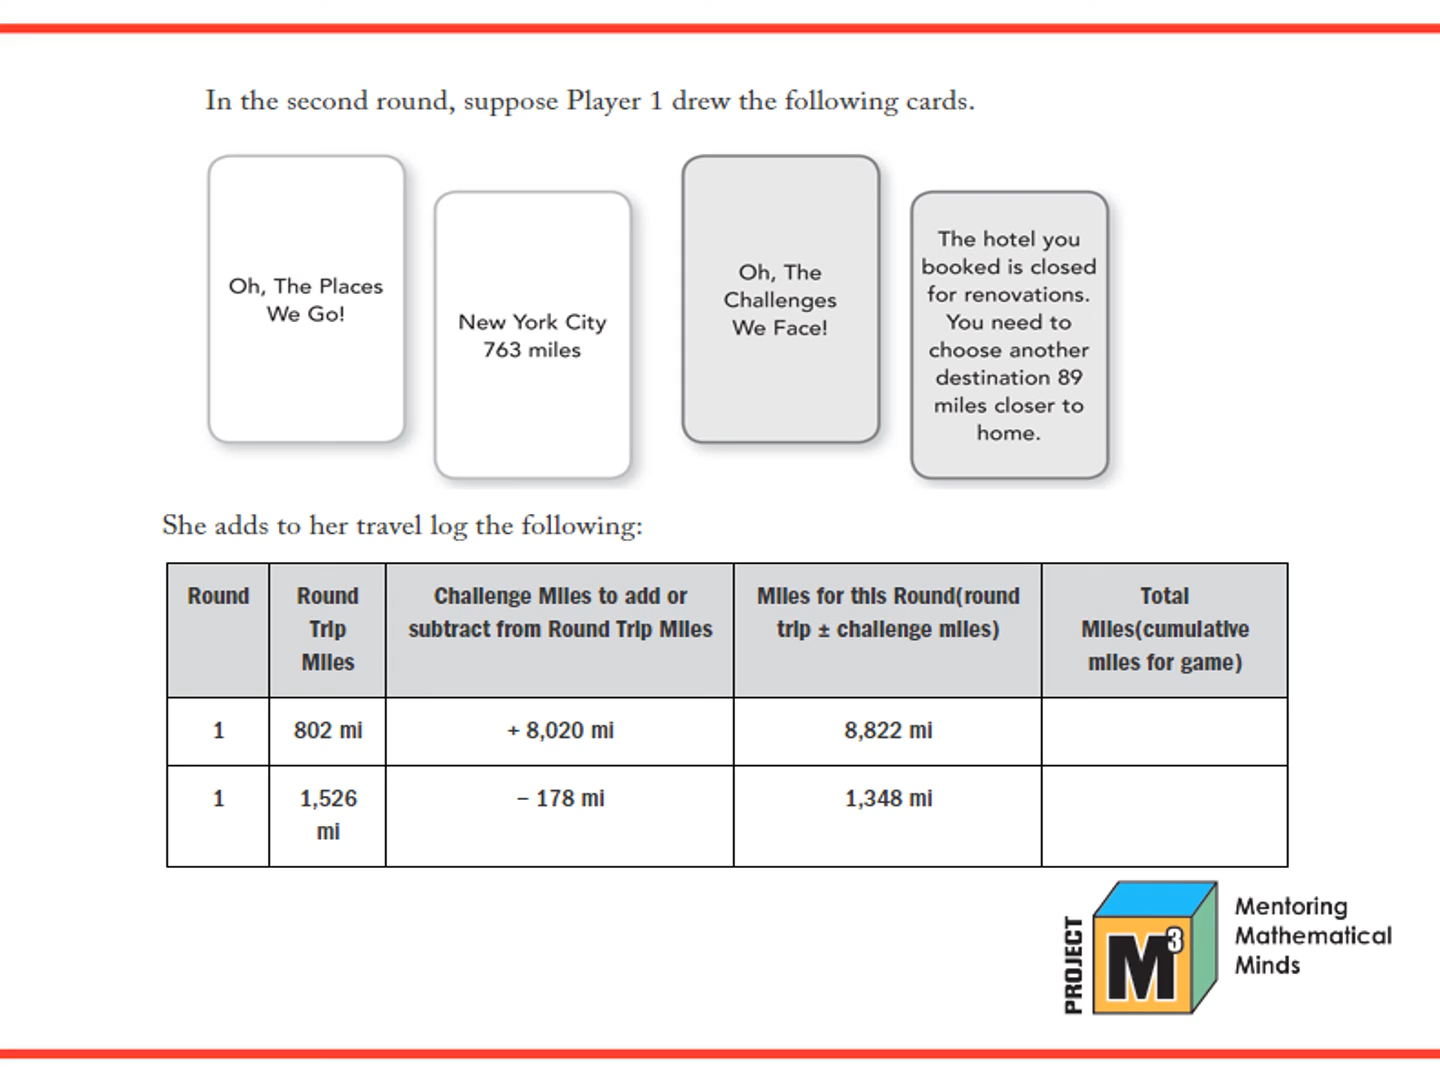 In the second round, suppose Player 1 drew the following cards.
Oh, The Places
We Go!
New York City
763 miles
Oh, The
Challenges
We Face!
The hotel you
booked is closed
for renovations.
You need to
choose another
destination 89
miles closer to
home.
She adds to her travel log the following:
Round
Round
Trip
Miles
Challenge Miles to add or
subtract from Round Trip Miles
Miles for this Round(round
trip ± challenge miles)
Total
Miles(cumulative
miles for game)
1
802 mi
+ 8,020 mi
8,822 mi
1
1,526
mi
− 178 mi
1,348 mi
PROJECT
M3
Mentoring
Mathematical
Minds